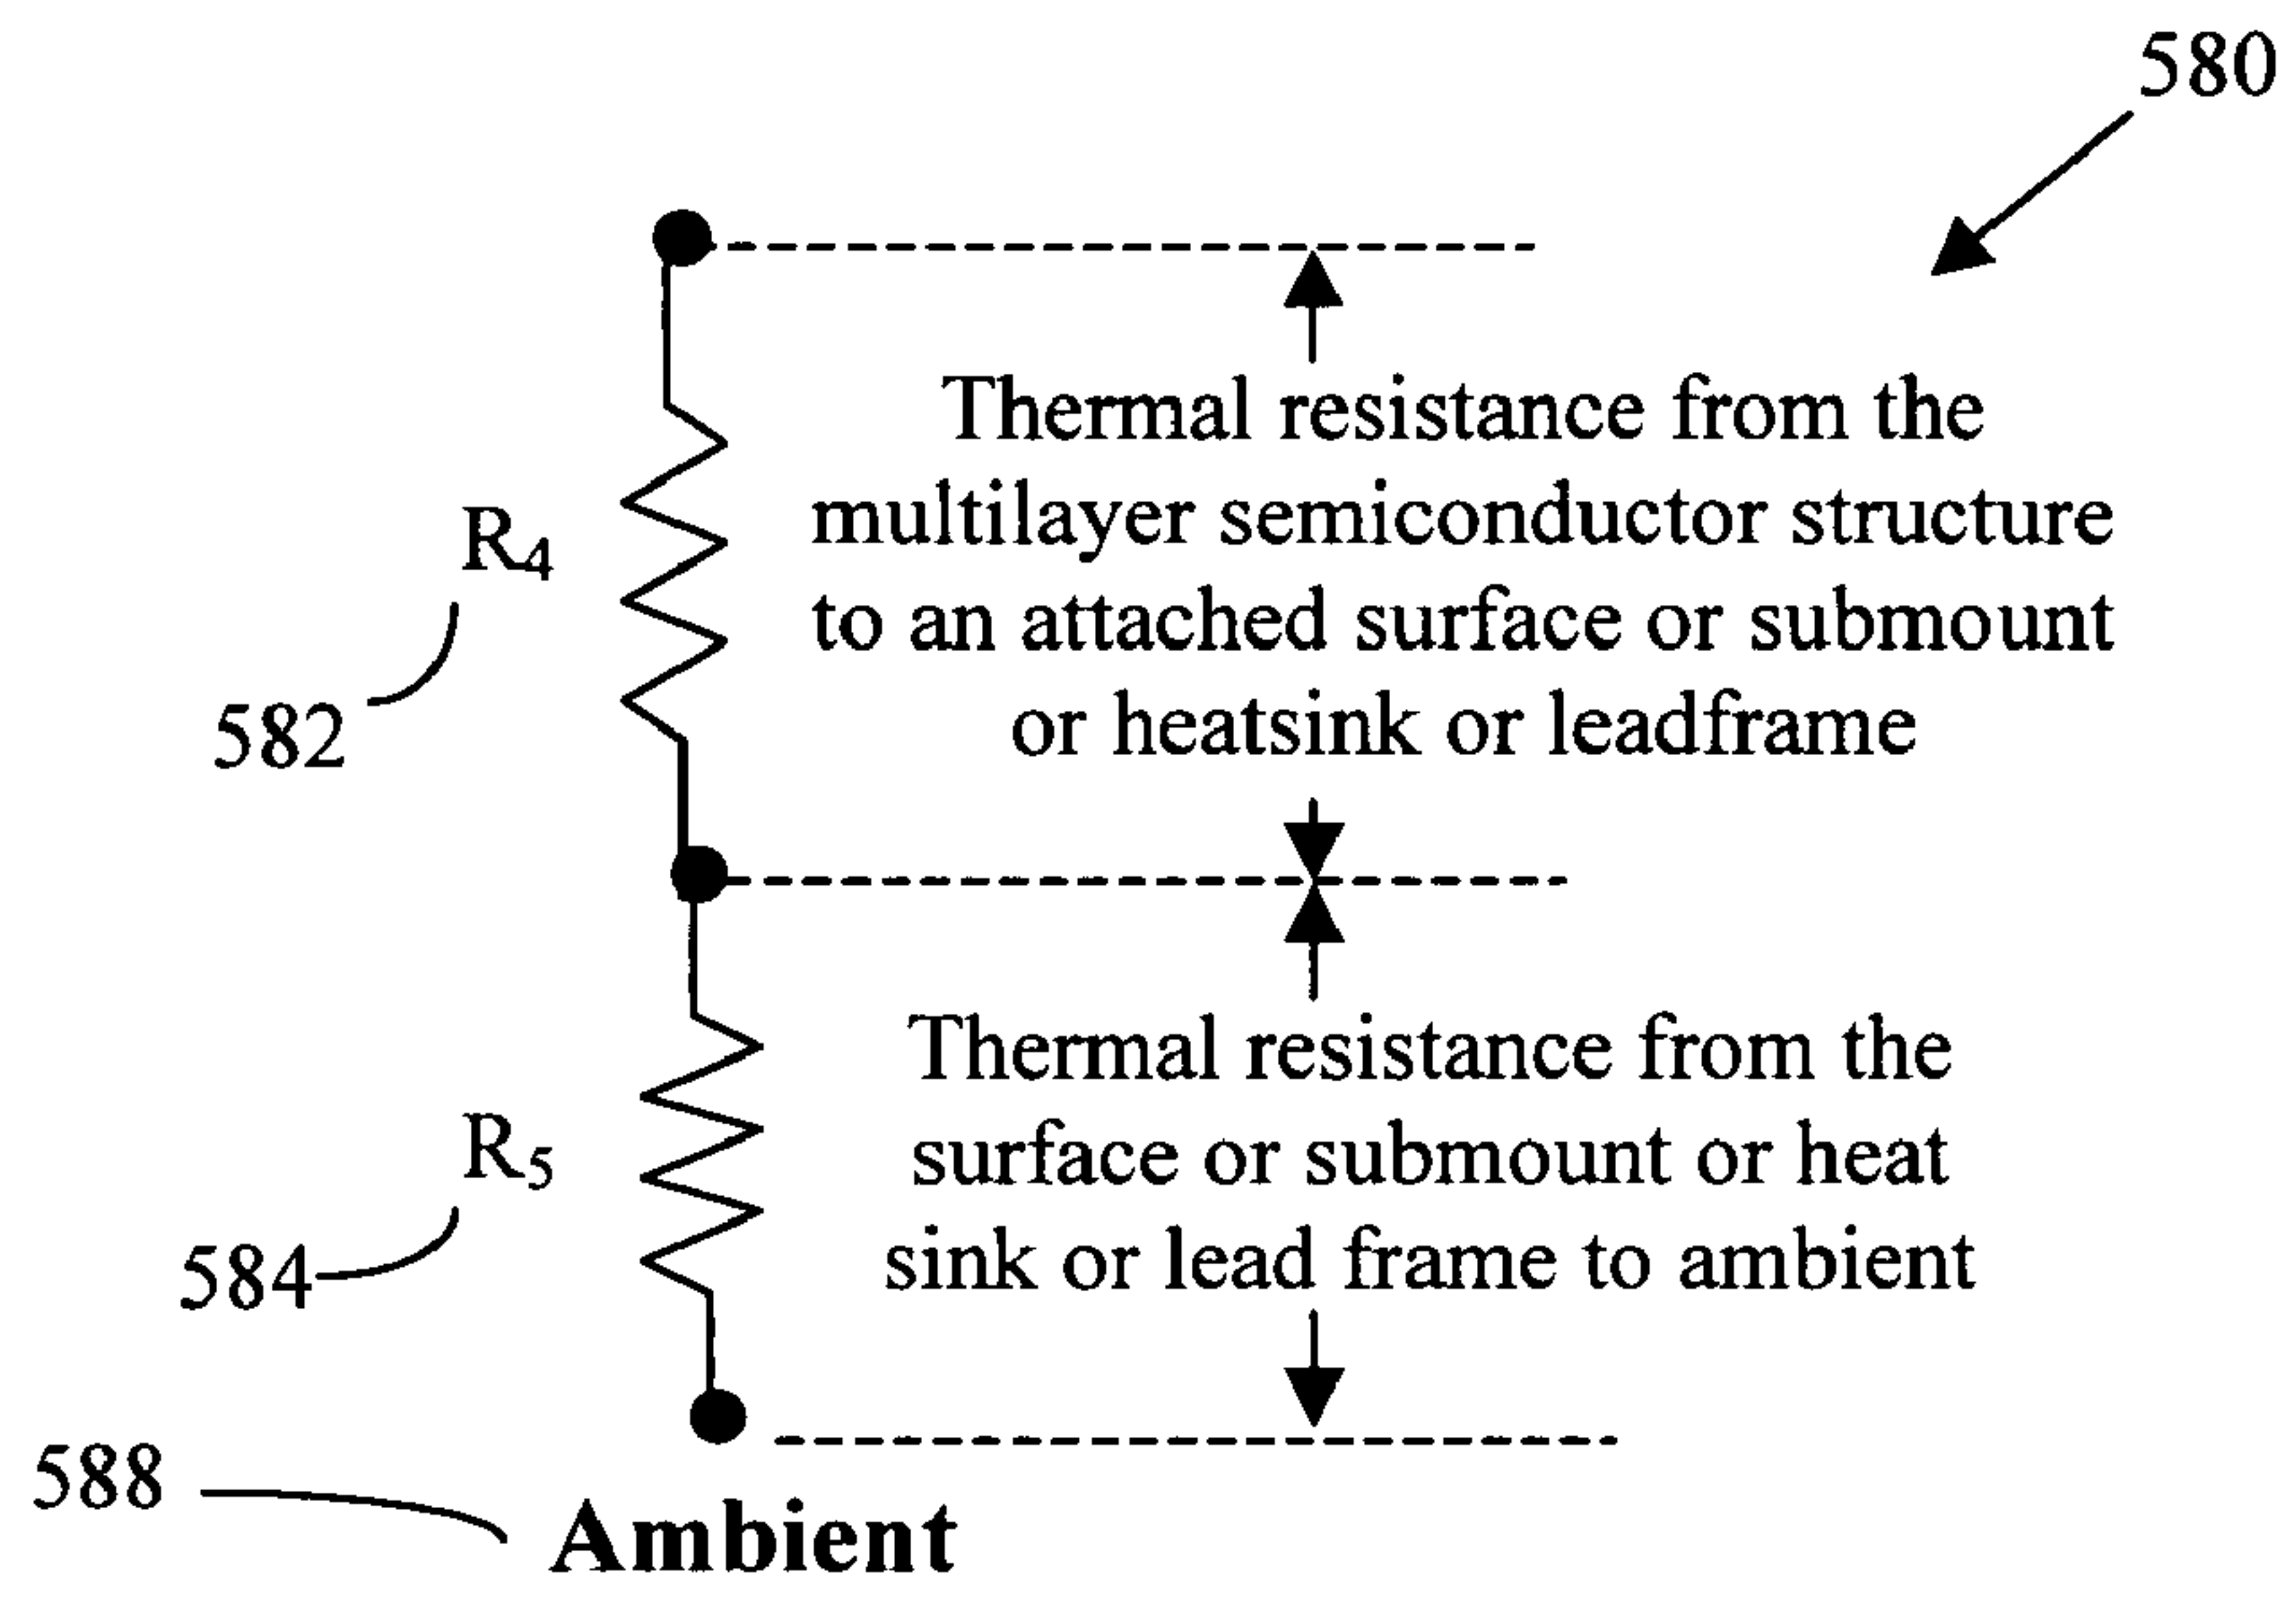 580
Thermal resistance from the
multilayer semiconductor structure
R4
to an attached surface or submount
582
or heatsink or leadframe
Thermal resistance from the
R5
surface or submount or heat
584
sink or lead frame to ambient
588
Ambient